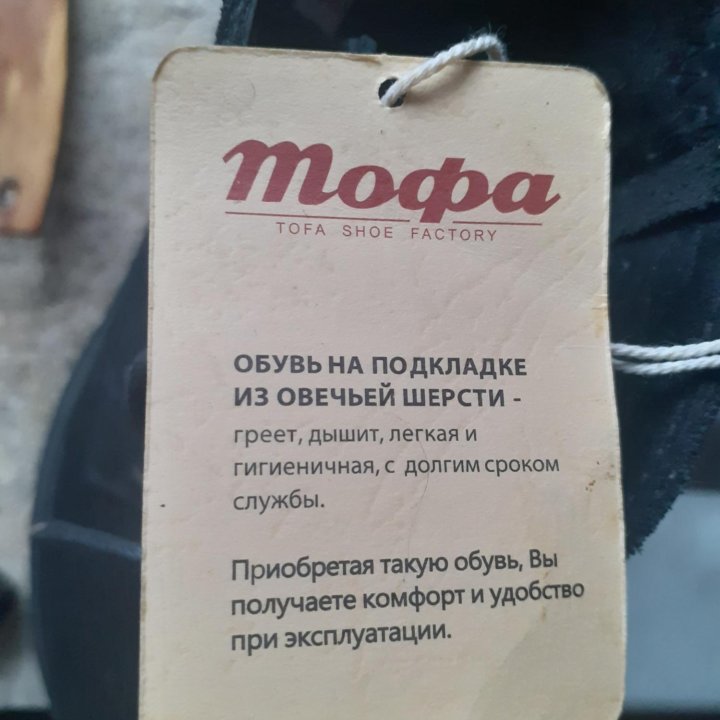 Тофа
TOFA SHOE FACTORY
ОБУВЬ НА ПОДКЛАДКЕ
ИЗ ОВЕЧЬЕЙ ШЕРСТИ -
греет, дышит, легкая и
гигиеничная, с долгим сроком
службы.
Приобретая такую обувь, Вы
получаете комфорт и удобство
при эксплуатации.